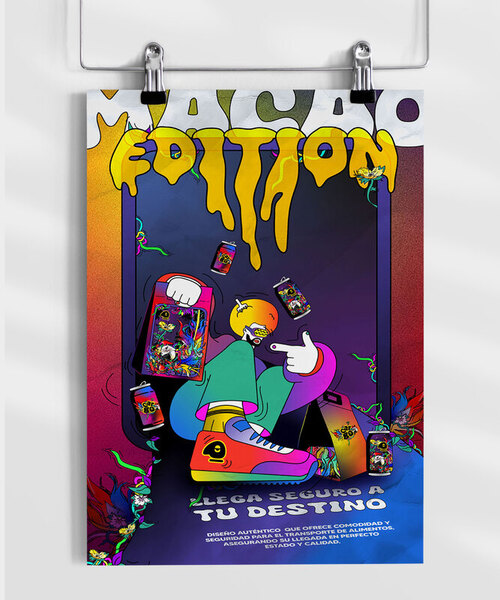 MACAO
EDITION
LLEGA SEGURO A
TU DESTINO
DISEÑO AUTÉNTICO QUE OFRECE COMODIDAD Y
SEGURIDAD PARA EL TRANSPORTE DE ALIMENTOS,
ASEGURANDO SU LLEGADA EN PERFECTO
ESTADO Y CALIDAD.